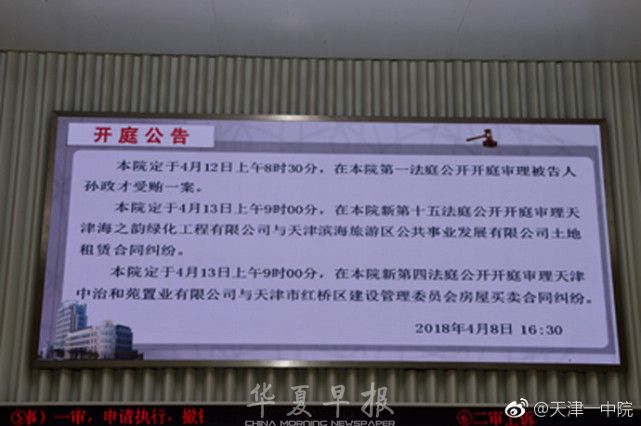 开庭公告
本院定于4月12日上午8时30分，在本院第一法庭公开开庭审理被告人
孙政才受贿一案。
本院定于4月13日上午9时00分，在本院新第十五法庭公开开庭审理天
津海之韵绿化工程有限公司与天津滨海旅游区公共事业发展有限公司土地
租赁合同纠纷。
本院定于4月13日上午9时00分，在本院新第四法庭公开开庭审理天津
中冶和苑置业有限公司与天津市红桥区建设管理委员会房屋买卖合同纠纷。
2018年4月8日 16:30
⑤(事）一审，申请执行，撤
⑥二审上诉
华夏早报
CHINA MORNING NEWSPAPER
@天津一中院